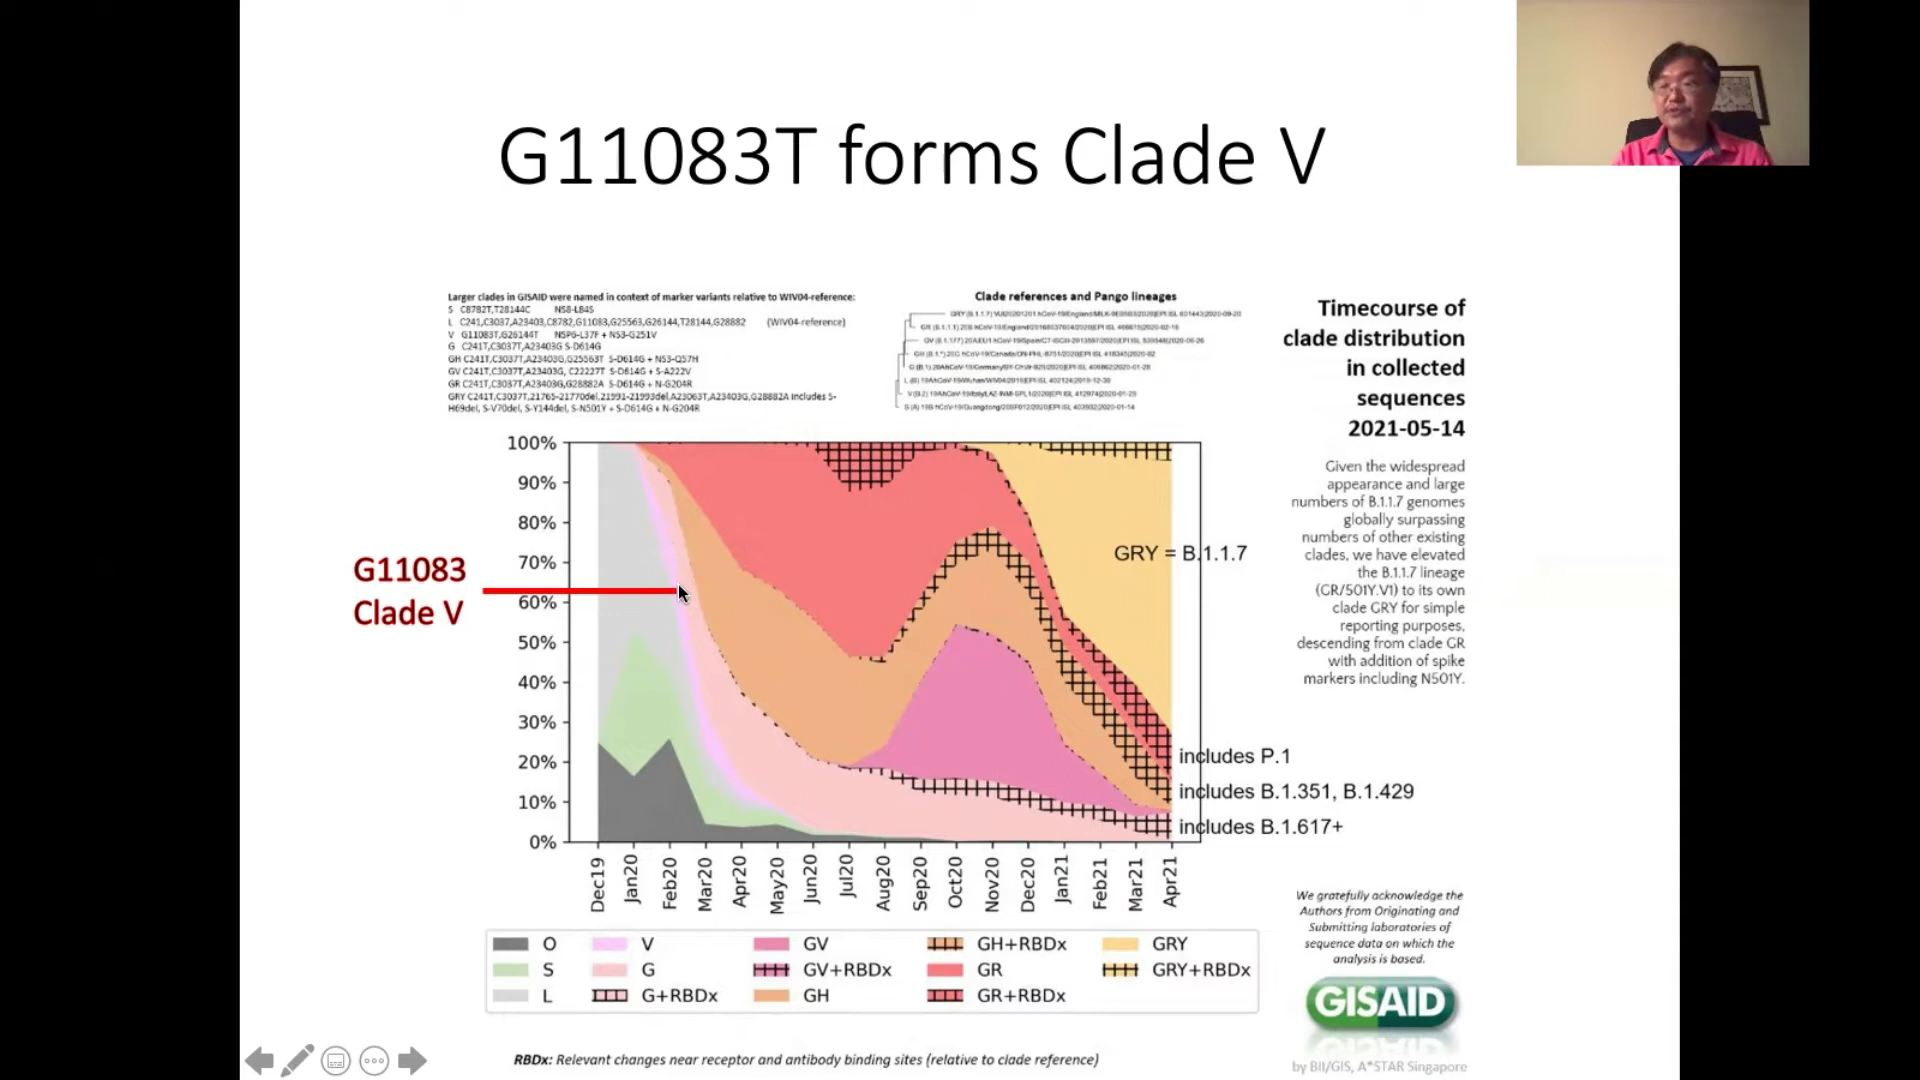 G11083T forms Clade V
Larger clades in GISAID were named in context of marker variants relative to WIV04-reference:
S C8782T,T28144C NS8-L84S
L C241,C3037,A23403,C8782,G11083,G25563,G26144,T28144,G28882 (WIV04-reference)
V G11083T,G26144T NSP6-L37F + NS3-G251V
G C241T,C3037T,A23403G S-D614G
GH C241T,C3037T,A23403G,G25563T S-D614G + NS3-Q57H
GV C241T,C3037T,A23403G, C22227T S-D614G + S-A222V
GR C241T,C3037T,A23403G,G28882A S-D614G + N-G204R
GRY C241T,C3037T,21765-21770del,21991-21993del,A23063T,A23403G,G28882A includes S-
H69del, S-V70del, S-Y144del, S-N501Y + S-D614G + N-G204R
Clade references and Pango lineages
Timecourse of
clade distribution
in collected
sequences
2021-05-14
Given the widespread
appearance and large
numbers of B.1.1.7 genomes
globally surpassing
numbers of other existing
clades, we have elevated
the B.1.1.7 lineage
(GR/501Y.V1) to its own
clade GRY for simple
reporting purposes,
descending from clade GR
with addition of spike
markers including N501Y.
G11083
Clade V
100%
90%
80%
70%
60%
50%
40%
30%
20%
10%
0%
GRY = B.1.1.7
includes P.1
includes B.1.351, B.1.429
includes B.1.617+
Dec19 Jan20 Feb20 Mar20 Apr20 May20 Jun20 Jul20 Aug20 Sep20 Oct20 Nov20 Dec20 Jan21 Feb21 Mar21 Apr21
O V GV GH+RBDx GRY
S G GV+RBDx GR GRY+RBDx
L G+RBDx GH GR+RBDx
We gratefully acknowledge the
Authors from Originating and
Submitting laboratories of
sequence data on which the
analysis is based.
GISAID
by BII/GIS, A*STAR Singapore
RBDx: Relevant changes near receptor and antibody binding sites (relative to clade reference)